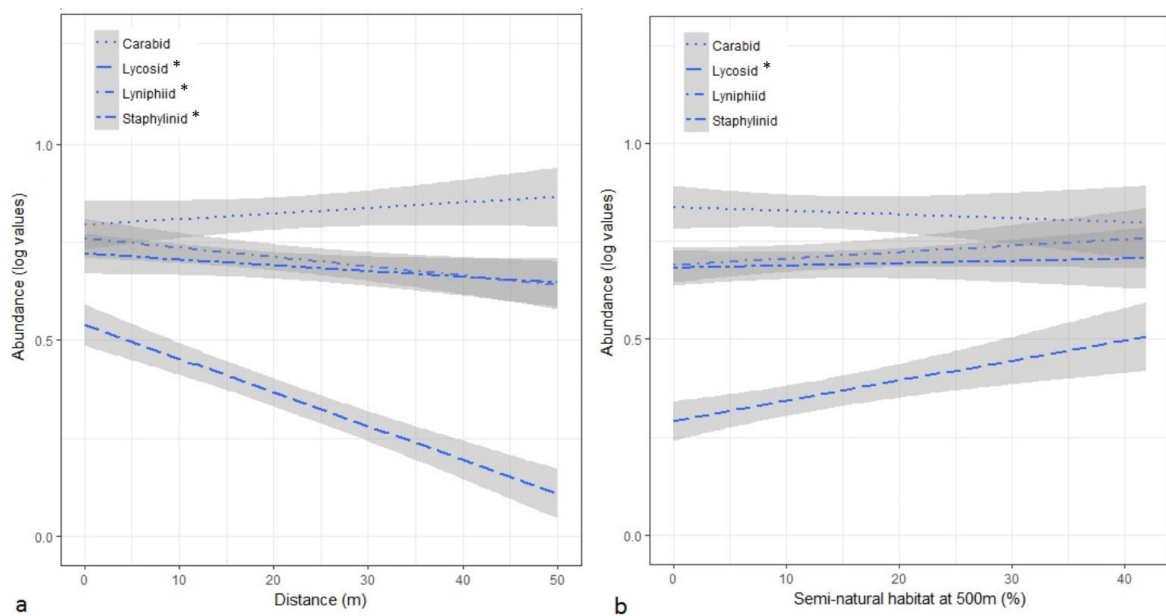 Carabid
Lycosid *
Lyniphiid *
Staphylinid *
1.0
0.5
0.0
Abundance (log values)
0 10 20 30 40 50
Distance (m)
a
Carabid
Lycosid *
Lyniphiid
Staphylinid
1.0
0.5
0.0
Abundance (log values)
0 10 20 30 40
Semi-natural habitat at 500m (%)
b